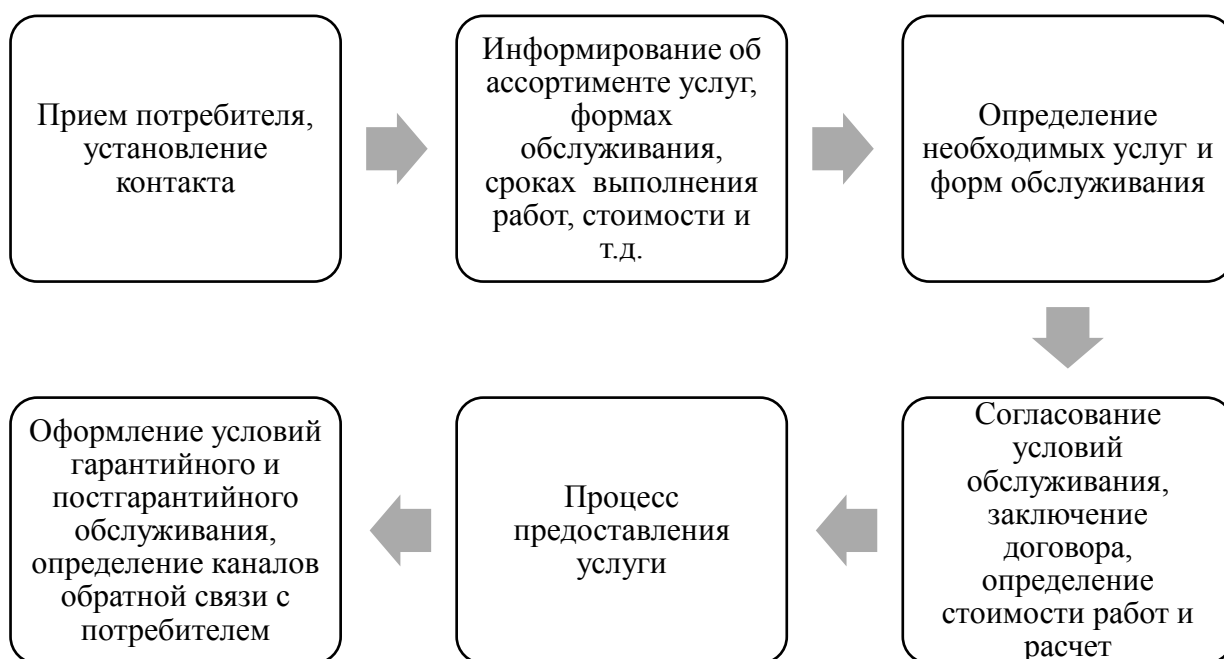 Прием потребителя,
установление
контакта
Информирование об
ассортименте услуг,
формах
обслуживания,
сроках выполнения
работ, стоимости и
т.д.
Определение
необходимых услуг и
форм обслуживания
Согласование
условий
обслуживания,
заключение
договора,
определение
стоимости работ и
расчет
Процесс
предоставления
услуги
Оформление условий
гарантийного и
постгарантийного
обслуживания,
определение каналов
обратной связи с
потребителем